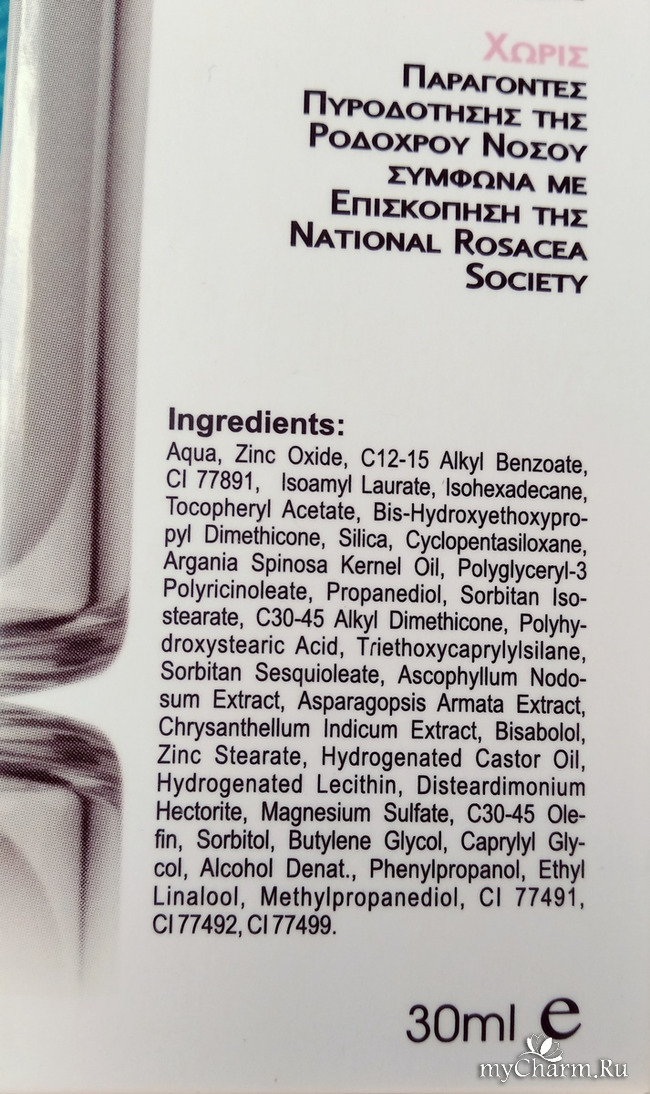 Χωρις
Παραγοντες
Πυροδοτησης της
Ροδοχρου Νοσου
συμφωνα με
Επισκοπηση της
National Rosacea
Society
Ingredients:
Aqua, Zinc Oxide, C12-15 Alkyl Benzoate,
CI 77891, Isoamyl Laurate, Isohexadecane,
Tocopheryl Acetate, Bis-Hydroxyethoxypro-
pyl Dimethicone, Silica, Cyclopentasiloxane,
Argania Spinosa Kernel Oil, Polyglyceryl-3
Polyricinoleate, Propanediol, Sorbitan Iso-
stearate, C30-45 Alkyl Dimethicone, Polyhy-
droxystearic Acid, Triethoxycaprylylsilane,
Sorbitan Sesquioleate, Ascophyllum Nodo-
sum Extract, Asparagopsis Armata Extract,
Chrysanthellum Indicum Extract, Bisabolol,
Zinc Stearate, Hydrogenated Castor Oil,
Hydrogenated Lecithin, Disteardimonium
Hectorite, Magnesium Sulfate, C30-45 Ole-
fin, Sorbitol, Butylene Glycol, Caprylyl Gly-
col, Alcohol Denat., Phenylpropanol, Ethyl
Linalool, Methylpropanediol, CI 77491,
CI 77492, CI 77499.
30ml e
myCharm.Ru